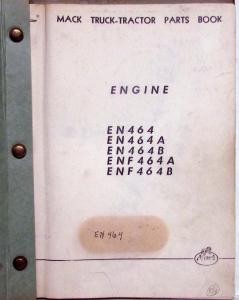 MACK TRUCK-TRACTOR PARTS BOOK
ENGINE
EN464
EN464A
EN464B
ENF464A
ENF464B
EN 464